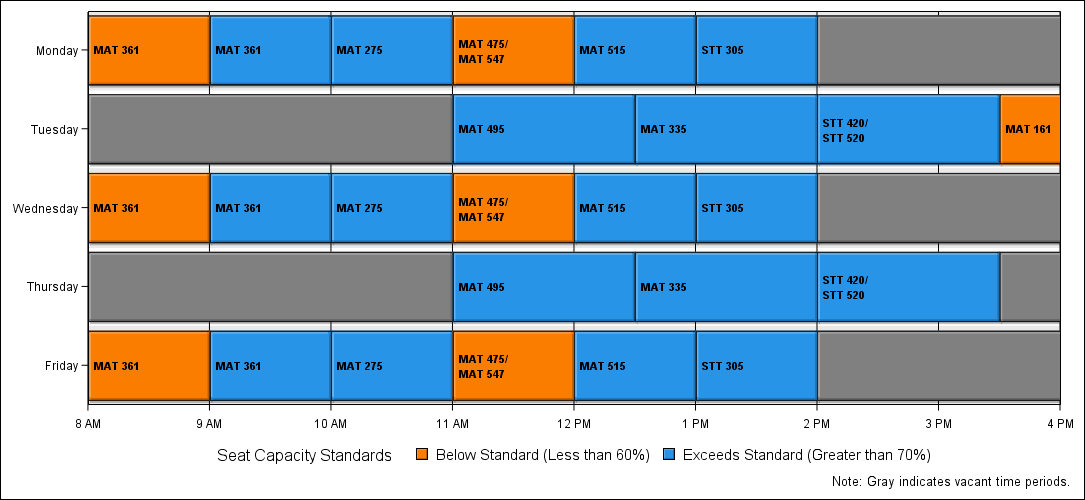 Monday
MAT 361
MAT 361
MAT 275
MAT 475/
MAT 547
MAT 515
STT 305
Tuesday
MAT 495
MAT 335
STT 420/
STT 520
MAT 161
Wednesday
MAT 361
MAT 361
MAT 275
MAT 475/
MAT 547
MAT 515
STT 305
Thursday
MAT 495
MAT 335
STT 420/
STT 520
Friday
MAT 361
MAT 361
MAT 275
MAT 475/
MAT 547
MAT 515
STT 305
8 AM 9 AM 10 AM 11 AM 12 PM 1 PM 2 PM 3 PM 4 PM
Seat Capacity Standards Below Standard (Less than 60%) Exceeds Standard (Greater than 70%)
Note: Gray indicates vacant time periods.